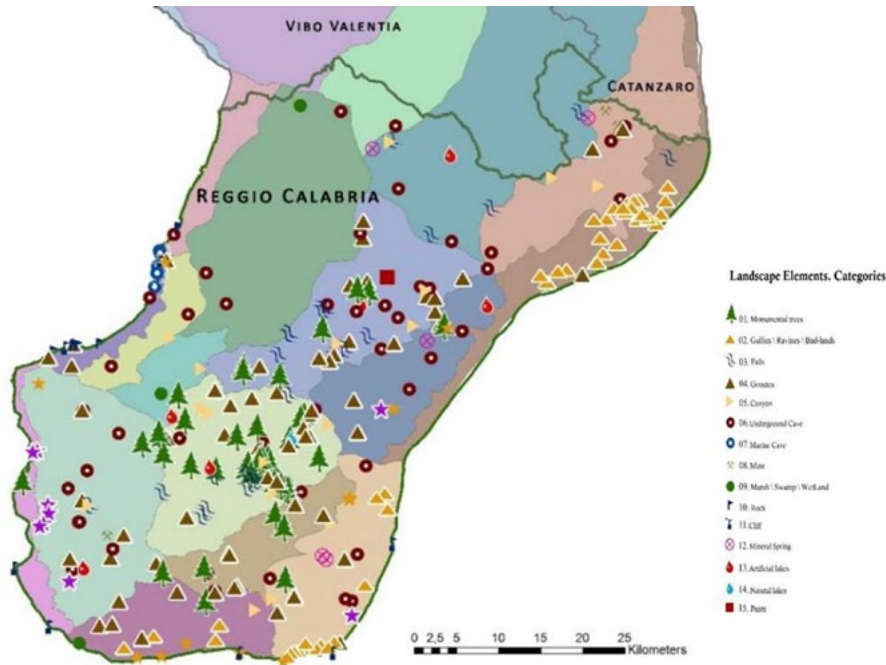 VIBO VALENTIA
CATANZARO
REGGIO CALABRIA
Landscape Elements. Categories
01. Monumental trees
02. Gullies \ Ravines \ Bad-lands
03. Falls
04. Geosites
05. Canyon
06. Underground Cave
07. Marine Cave
08. Mine
09. Marsh \ Swamp \ Wetland
10. Rock
11. Cliff
12. Mineral Spring
13. Artificial lakes
14. Natural lakes
15. Peats
0 2,5 5 10 15 20 25
Kilometers